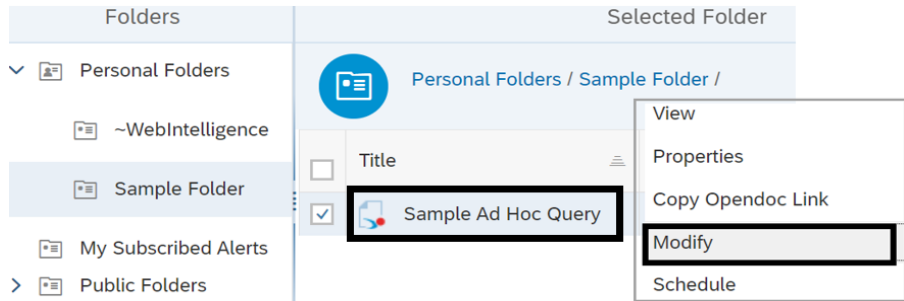 Folders
Selected Folder
Personal Folders
~WebIntelligence
Sample Folder
My Subscribed Alerts
Public Folders
Personal Folders / Sample Folder /
Title
Sample Ad Hoc Query
View
Properties
Copy Opendoc Link
Modify
Schedule